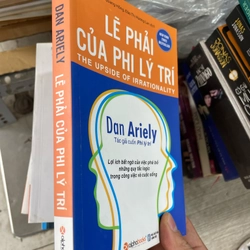 DAN ARIELY
LẼ PHẢI CỦA PHI LÝ TRÍ
LẼ PHẢI
CỦA PHI LÝ TRÍ
THE UPSIDE OF IRRATIONALITY
Dan Ariely
Tác giả cuốn Phi lý trí
Lợi ích bất ngờ của việc phá bỏ
những quy tắc logic
trong công việc và cuộc sống
alphabooks